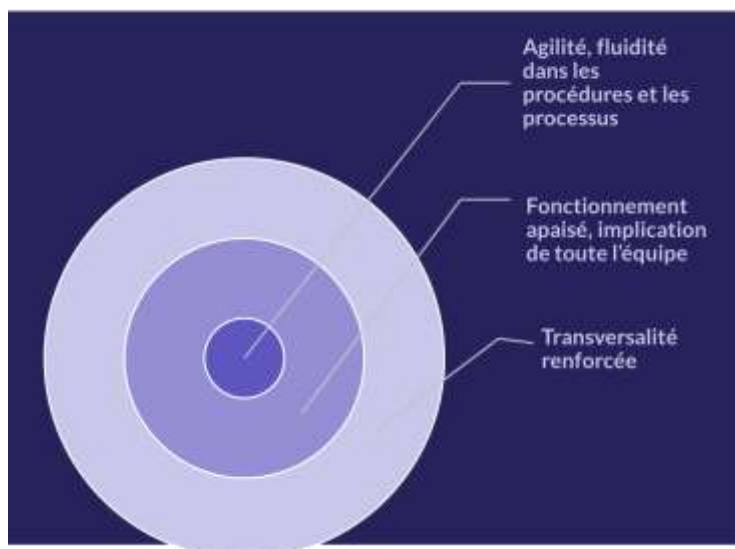 Agilité, fluidité
dans les
procédures et les
processus
Fonctionnement
apaisé, implication
de toute l'équipe
Transversalité
renforcée